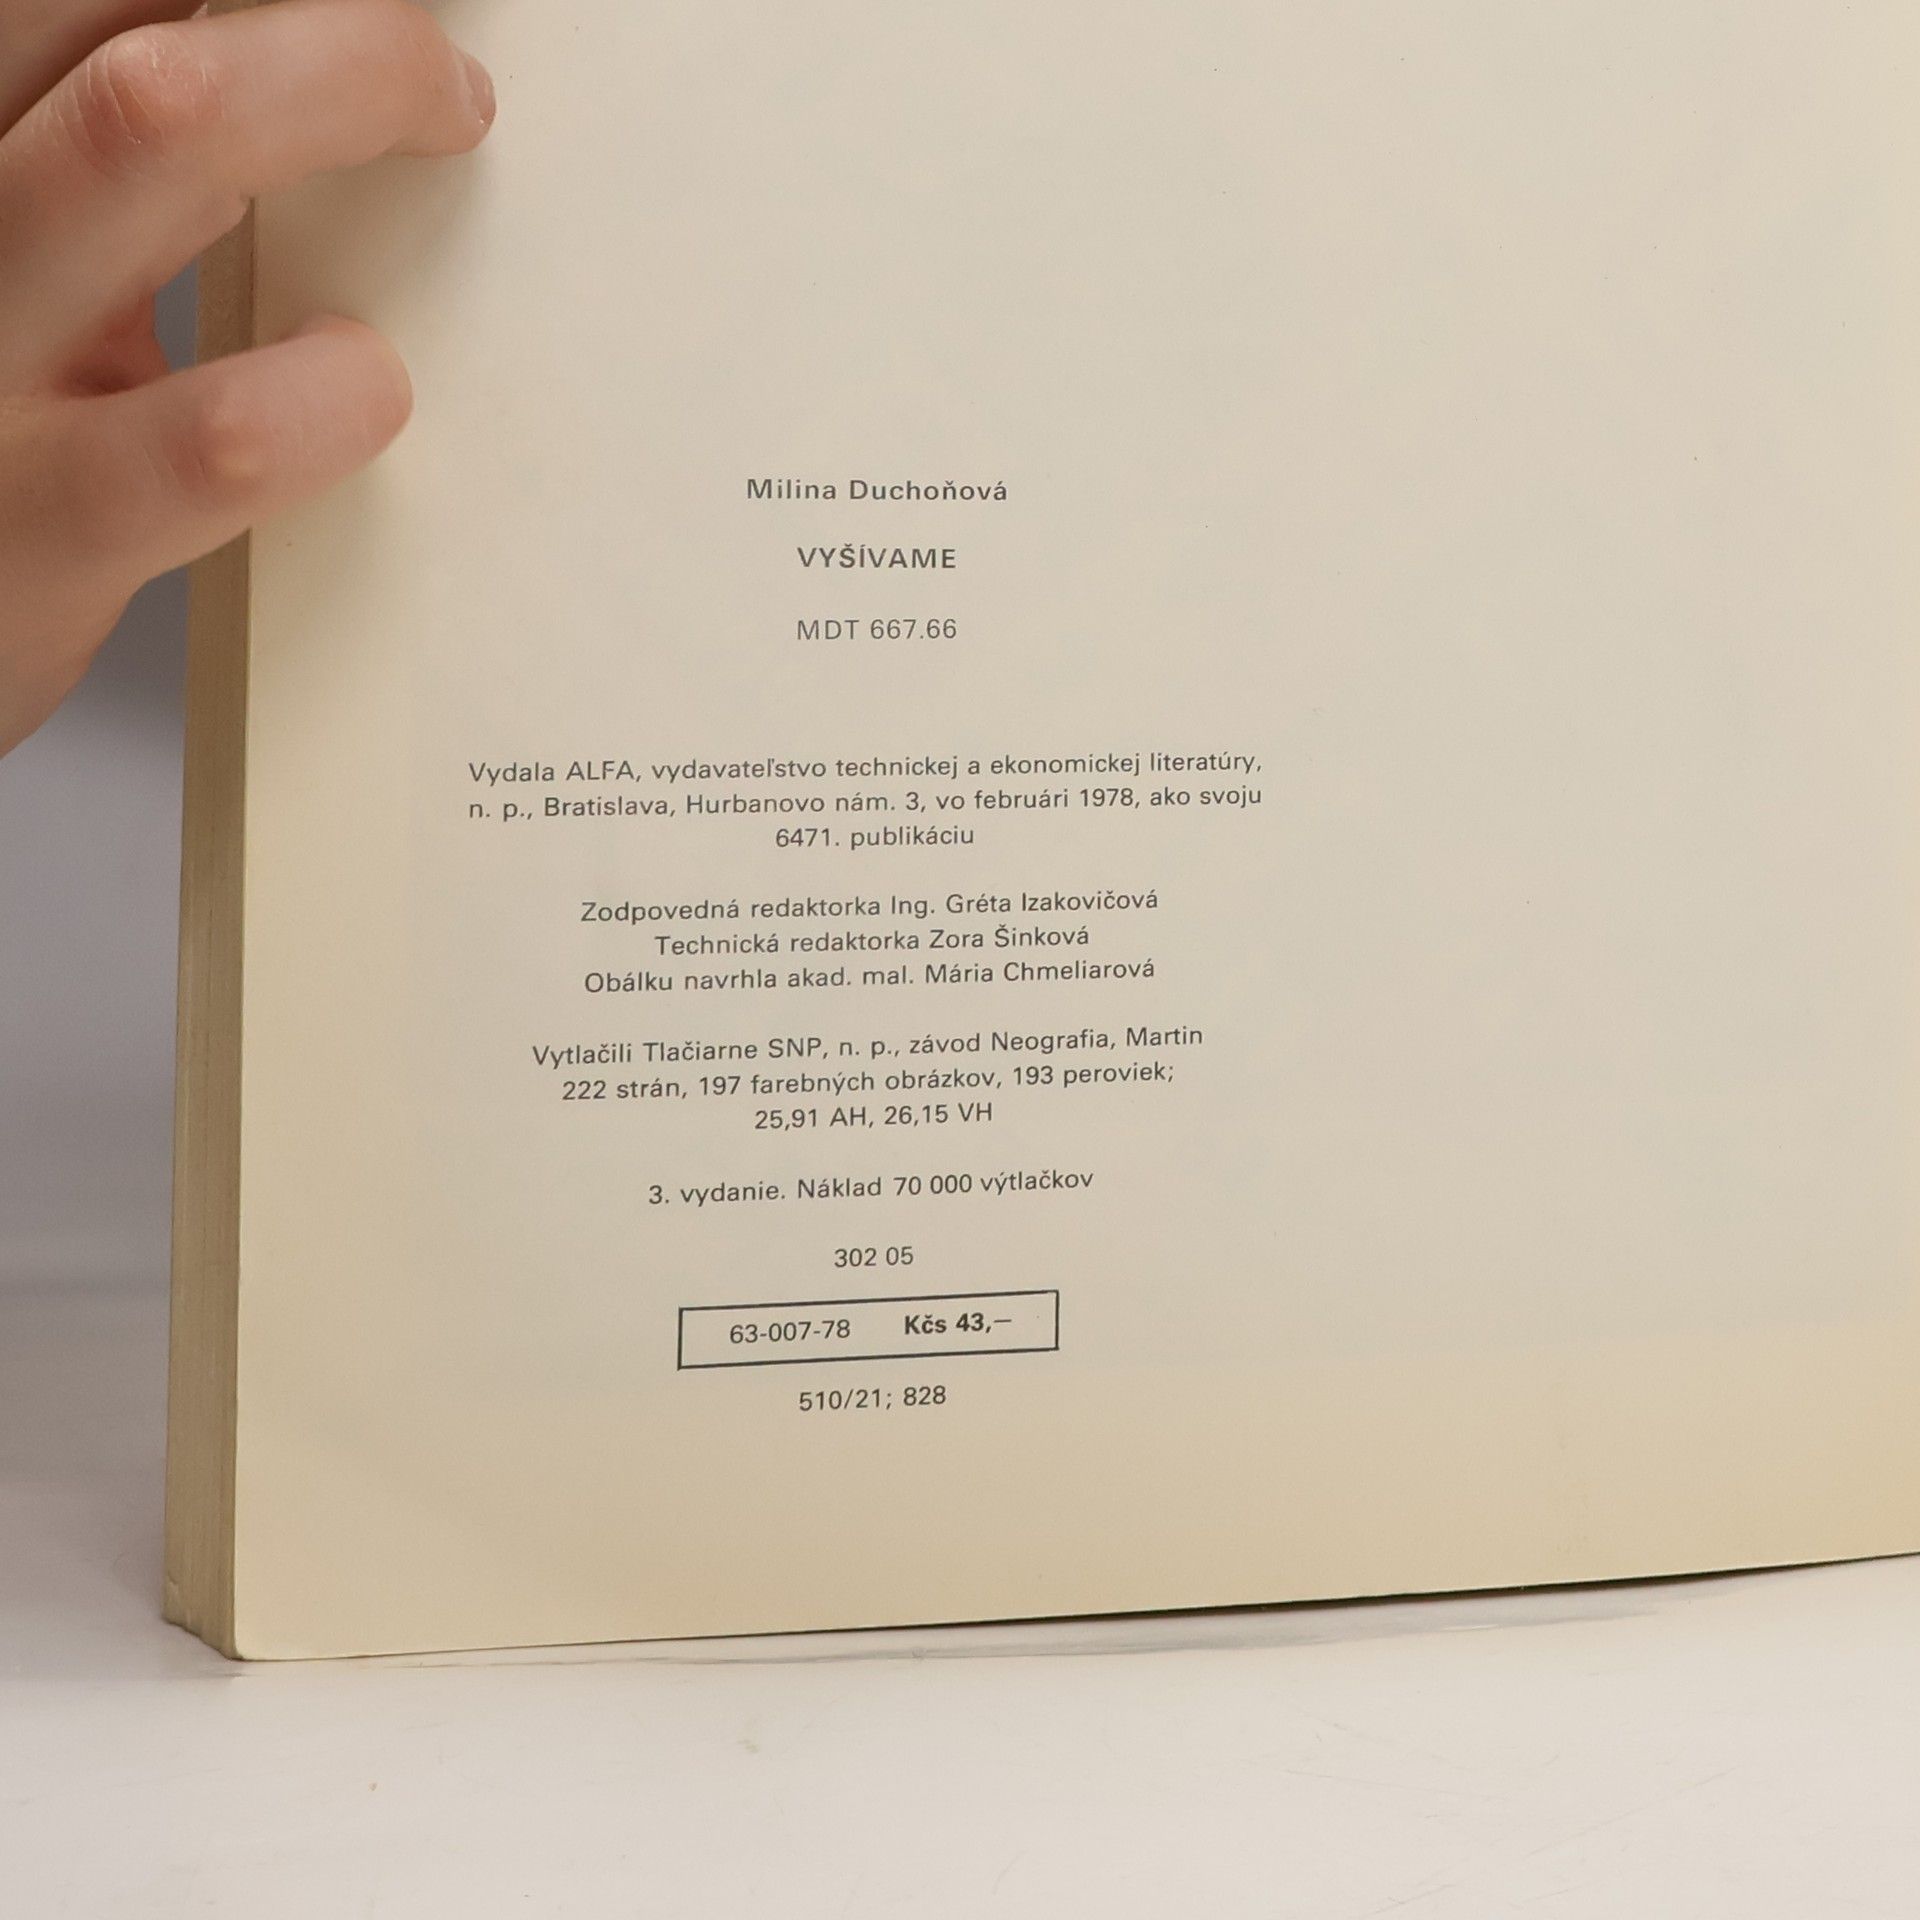 Milina Duchoňová
VYŠÍVAME
MDT 667.66
Vydala ALFA, vydavateľstvo technickej a ekonomickej literatúry,
n. p., Bratislava, Hurbanovo nám. 3, vo februári 1978, ako svoju
6471. publikáciu
Zodpovedná redaktorka Ing. Gréta Izakovičová
Technická redaktorka Zora Šinková
Obálku navrhla akad. mal. Mária Chmeliarová
Vytlačili Tlačiarne SNP, n. p., závod Neografia, Martin
222 strán, 197 farebných obrázkov, 193 peroviek;
25,91 AH, 26,15 VH
3. vydanie. Náklad 70 000 výtlačkov
302 05
63-007-78 Kčs 43,—
510/21; 828